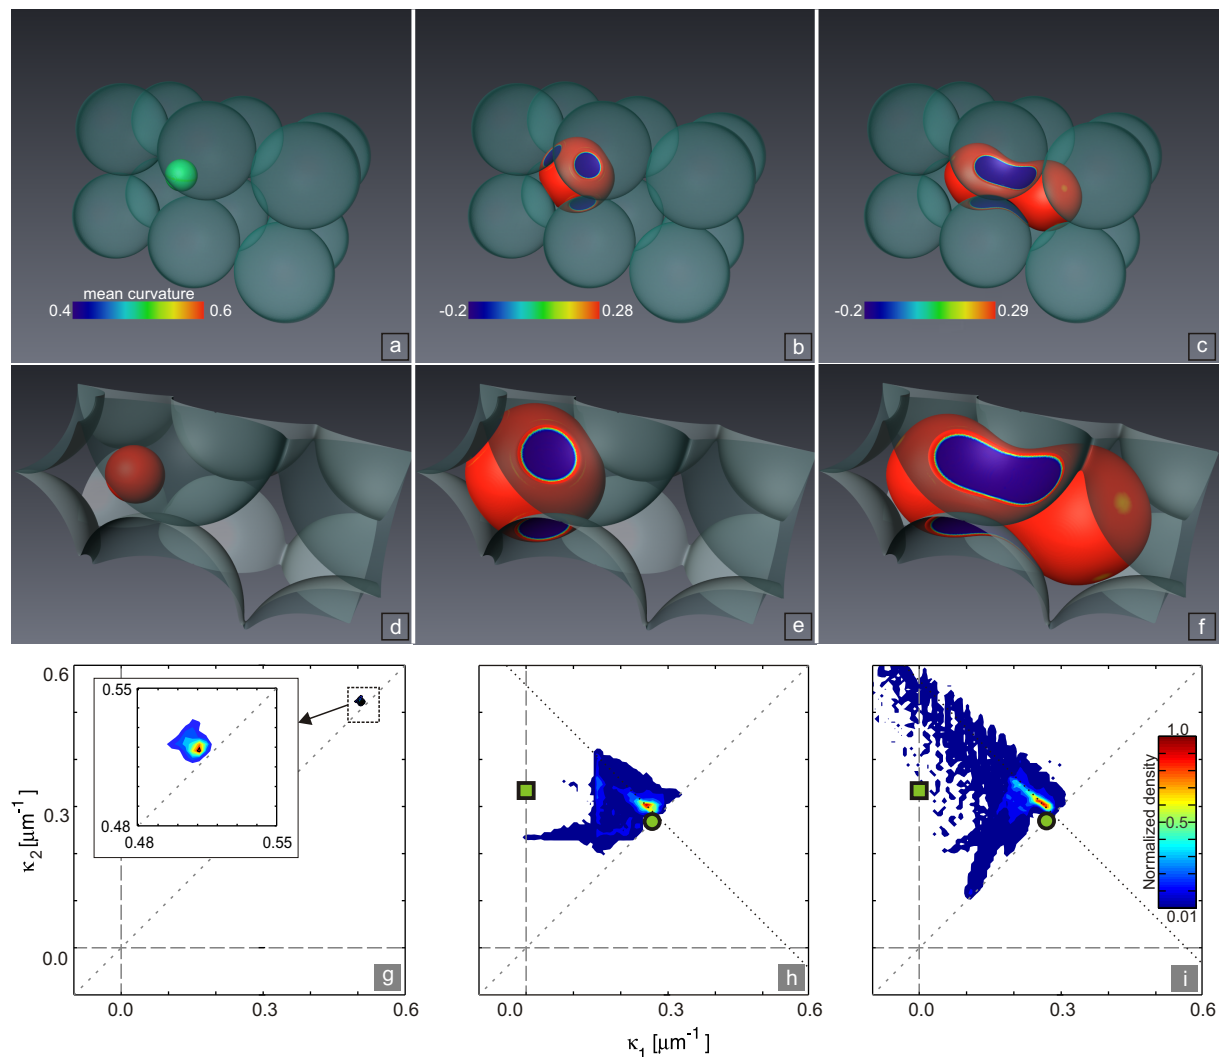 mean curvature
0.4 0.6
a
-0.2 0.28
b
-0.2 0.29
c
d
e
f
0.6
0.3
0.0
κ2 [μm-1]
0.55
0.48
0.48 0.55
g
0.0 0.3 0.6
h
0.0 0.3 0.6
κ1 [μm-1]
1.0
0.5
0.01
Normalized density
i
0.0 0.3 0.6